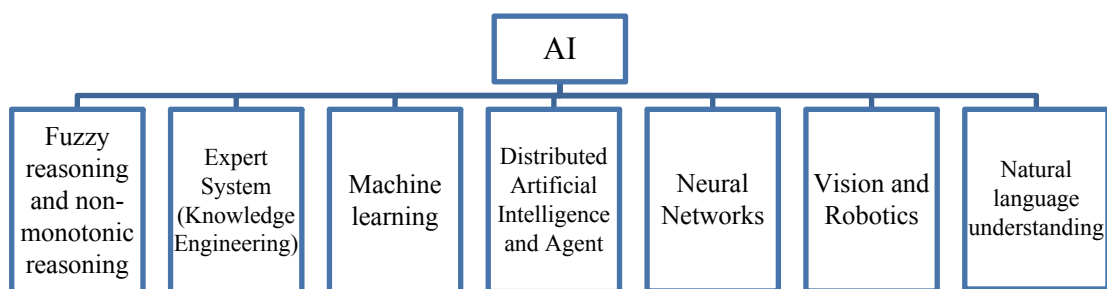 AI
Fuzzy
reasoning
and non-
monotonic
reasoning
Expert
System
(Knowledge
Engineering)
Machine
learning
Distributed
Artificial
Intelligence
and Agent
Neural
Networks
Vision and
Robotics
Natural
language
understanding